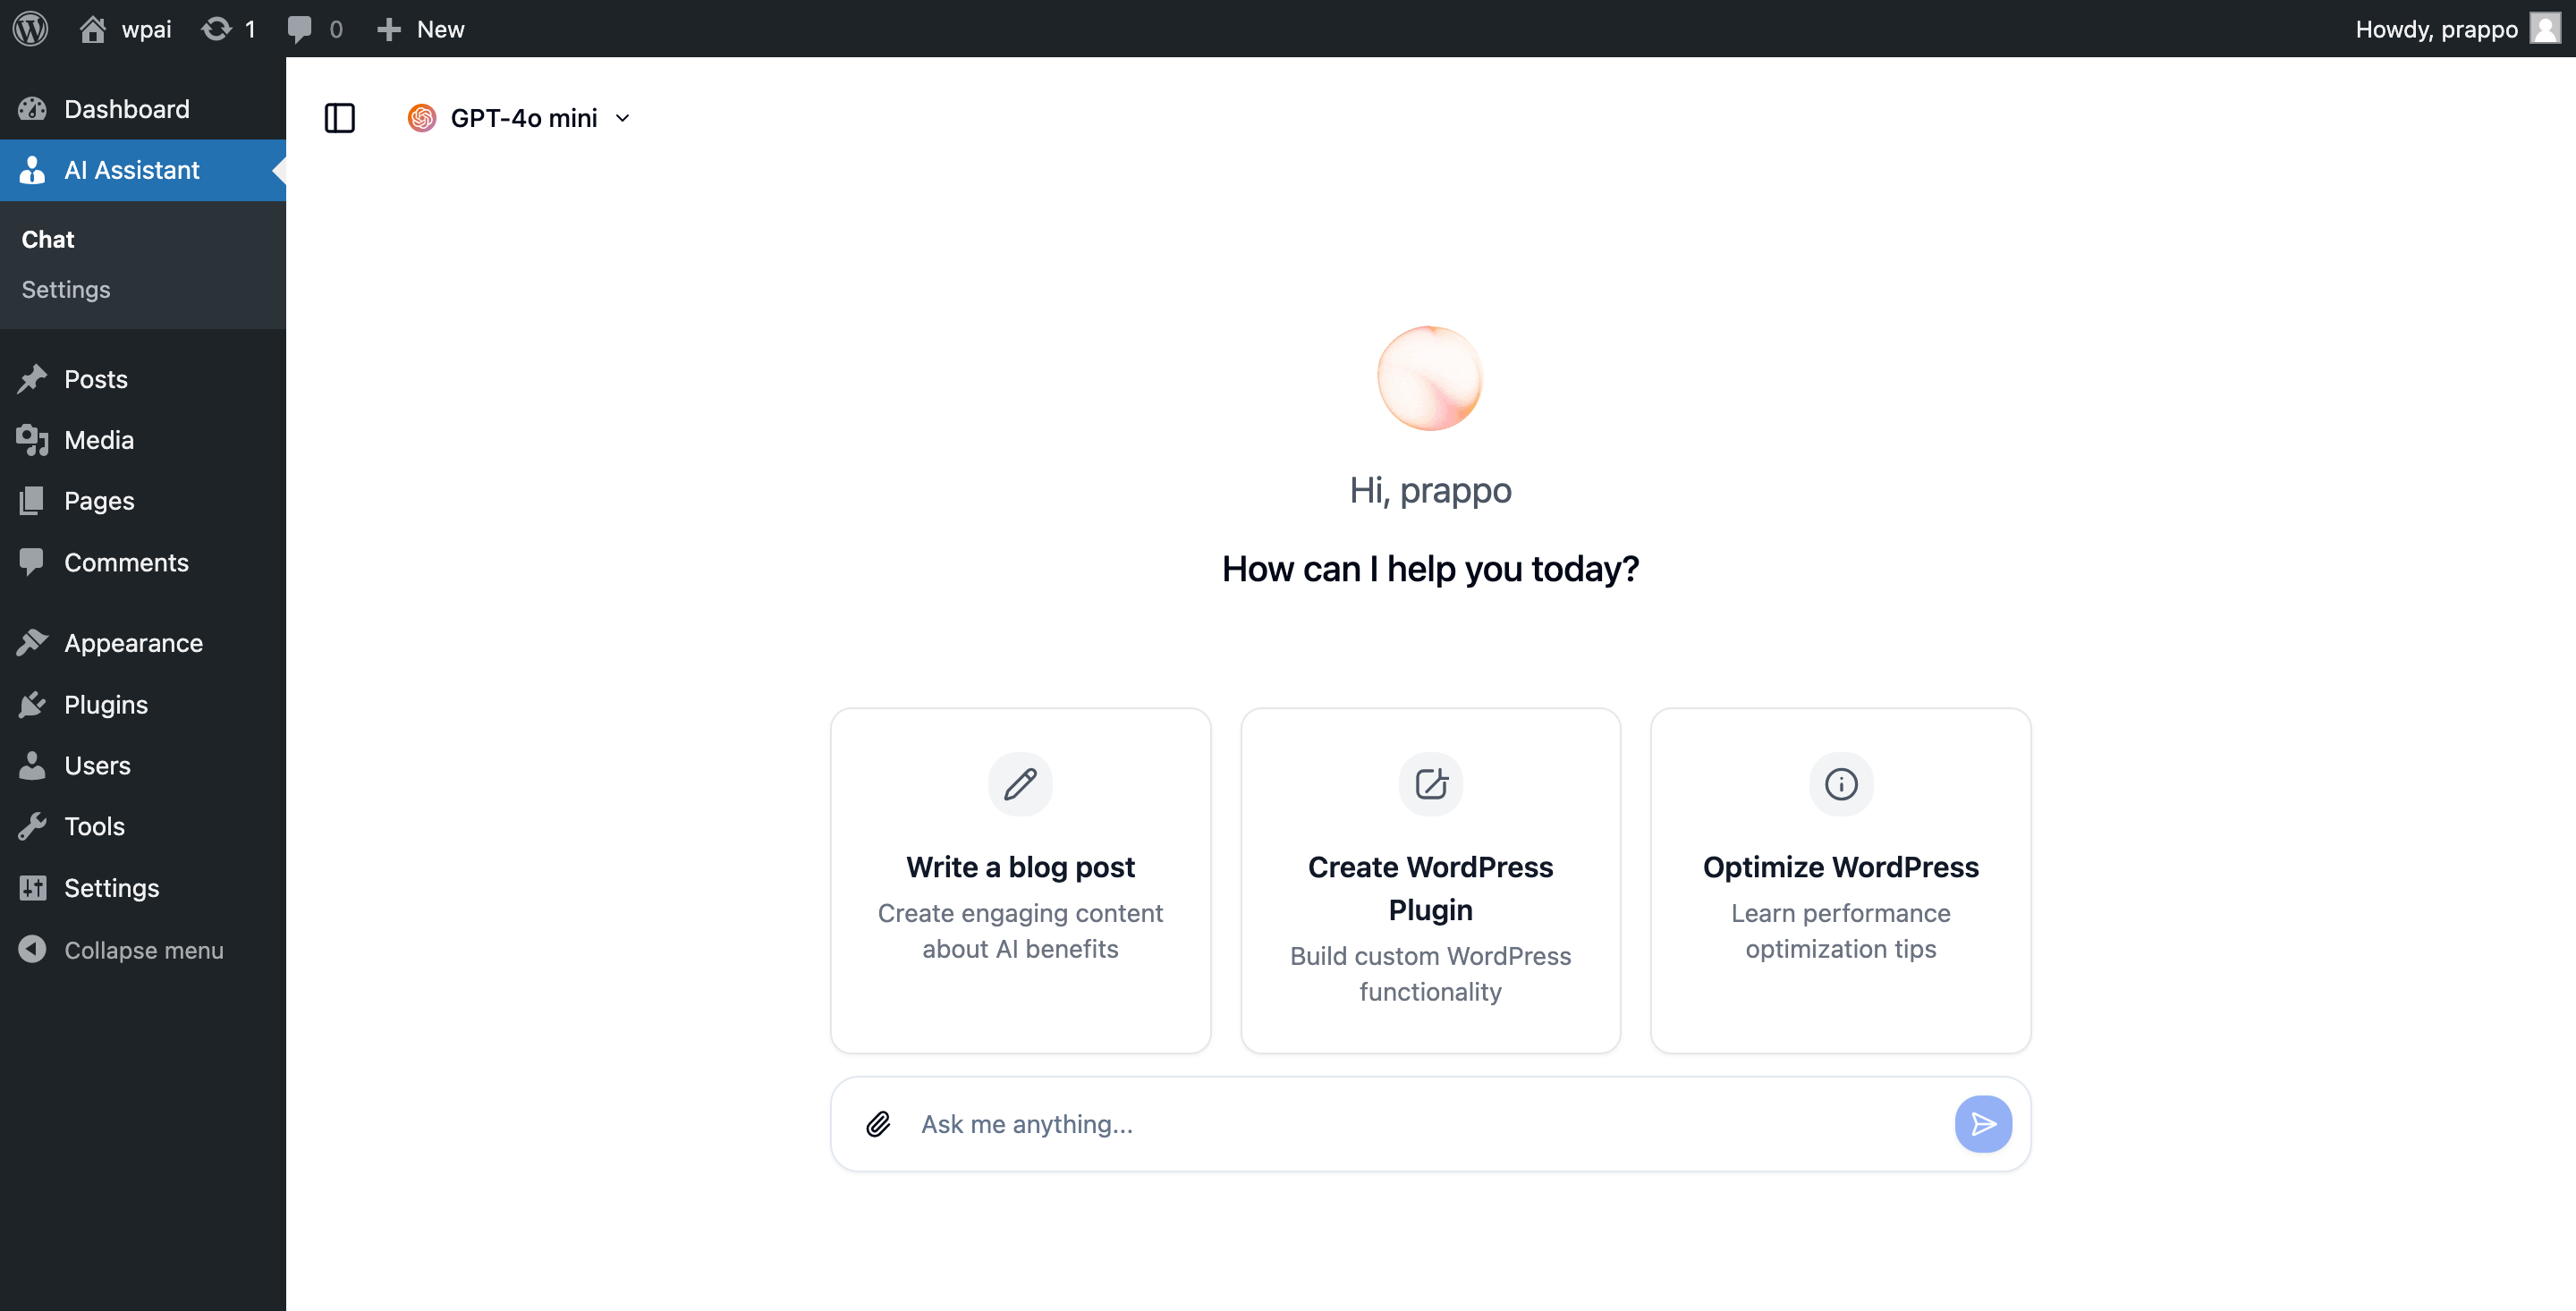 wpai
1
0
New
Howdy, prappo
Dashboard
AI Assistant
Chat
Settings
Posts
Media
Pages
Comments
Appearance
Plugins
Users
Tools
Settings
Collapse menu
GPT-4o mini
Hi, prappo
How can I help you today?
Write a blog post
Create engaging content
about AI benefits
Create WordPress
Plugin
Build custom WordPress
functionality
Optimize WordPress
Learn performance
optimization tips
Ask me anything...